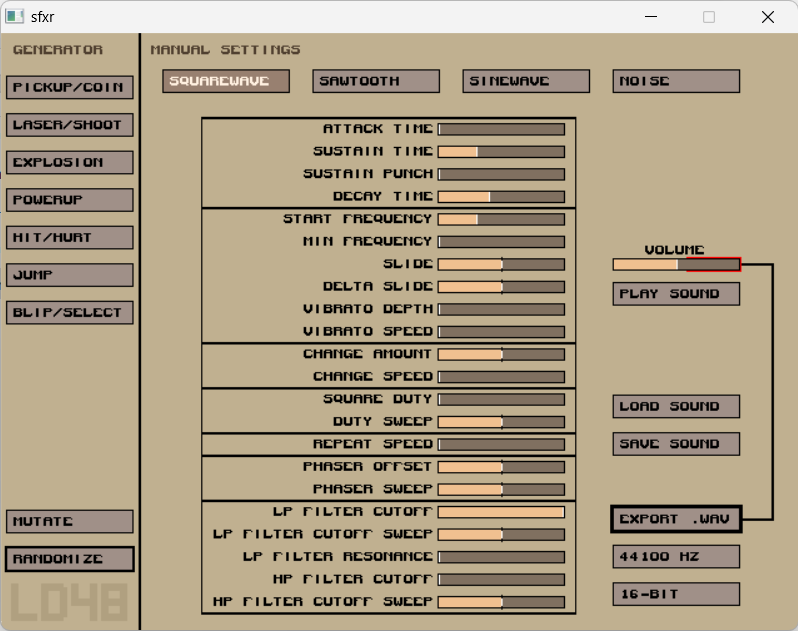 sfxr
GENERATOR
PICKUP/COIN
LASER/SHOOT
EXPLOSION
POWERUP
HIT/HURT
JUMP
BLIP/SELECT
MUTATE
RANDOMIZE
LD48
MANUAL SETTINGS
SQUAREWAVE
SAWTOOTH
SINEWAVE
NOISE
ATTACK TIME
SUSTAIN TIME
SUSTAIN PUNCH
DECAY TIME
START FREQUENCY
MIN FREQUENCY
SLIDE
DELTA SLIDE
VIBRATO DEPTH
VIBRATO SPEED
CHANGE AMOUNT
CHANGE SPEED
SQUARE DUTY
DUTY SWEEP
REPEAT SPEED
PHASER OFFSET
PHASER SWEEP
LP FILTER CUTOFF
LP FILTER CUTOFF SWEEP
LP FILTER RESONANCE
HP FILTER CUTOFF
HP FILTER CUTOFF SWEEP
VOLUME
PLAY SOUND
LOAD SOUND
SAVE SOUND
EXPORT .WAV
44100 HZ
16-BIT